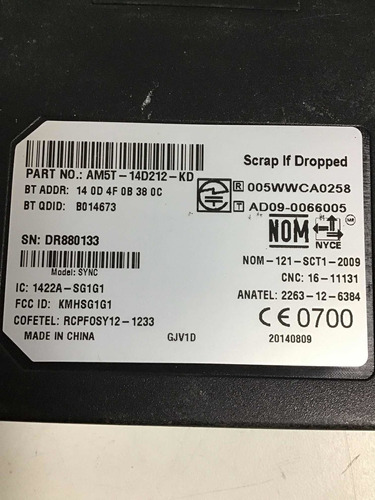 PART NO.: AM5T-14D212-KD
BT ADDR: 14 0D 4F 0B 38 0C
BT QDID: B014673
Scrap If Dropped
R 005WWCA0258
T AD09-0066005
SN: DR880133
NOM NYCE
Model: SYNC
NOM-121-SCT1-2009
IC: 1422A-SG1G1
CNC: 16-11131
FCC ID: KMHSG1G1
ANATEL: 2263-12-6384
COFETEL: RCPFOSY12-1233
CE0700
MADE IN CHINA
GJV1D
20140809